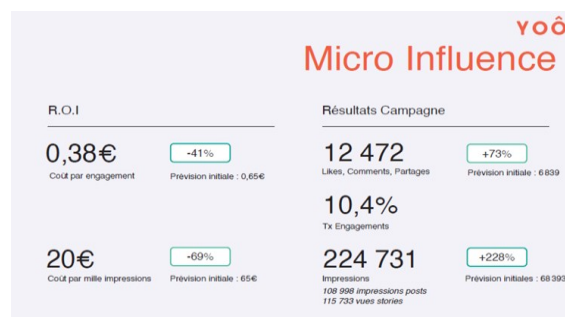 YOÔ
Micro Influence
R.O.I
0,38€
-41%
Coût par engagement
Prévision initiale : 0,65€
20€
-69%
Coût par mille impressions
Prévision initiale : 65€
Résultats Campagne
12 472
+73%
Likes, Comments, Partages
Prévision initiale : 6839
10,4%
Tx Engagements
224 731
+228%
Impressions
Prévision initiales : 68 393
108 998 impressions posts
115 733 vues stories